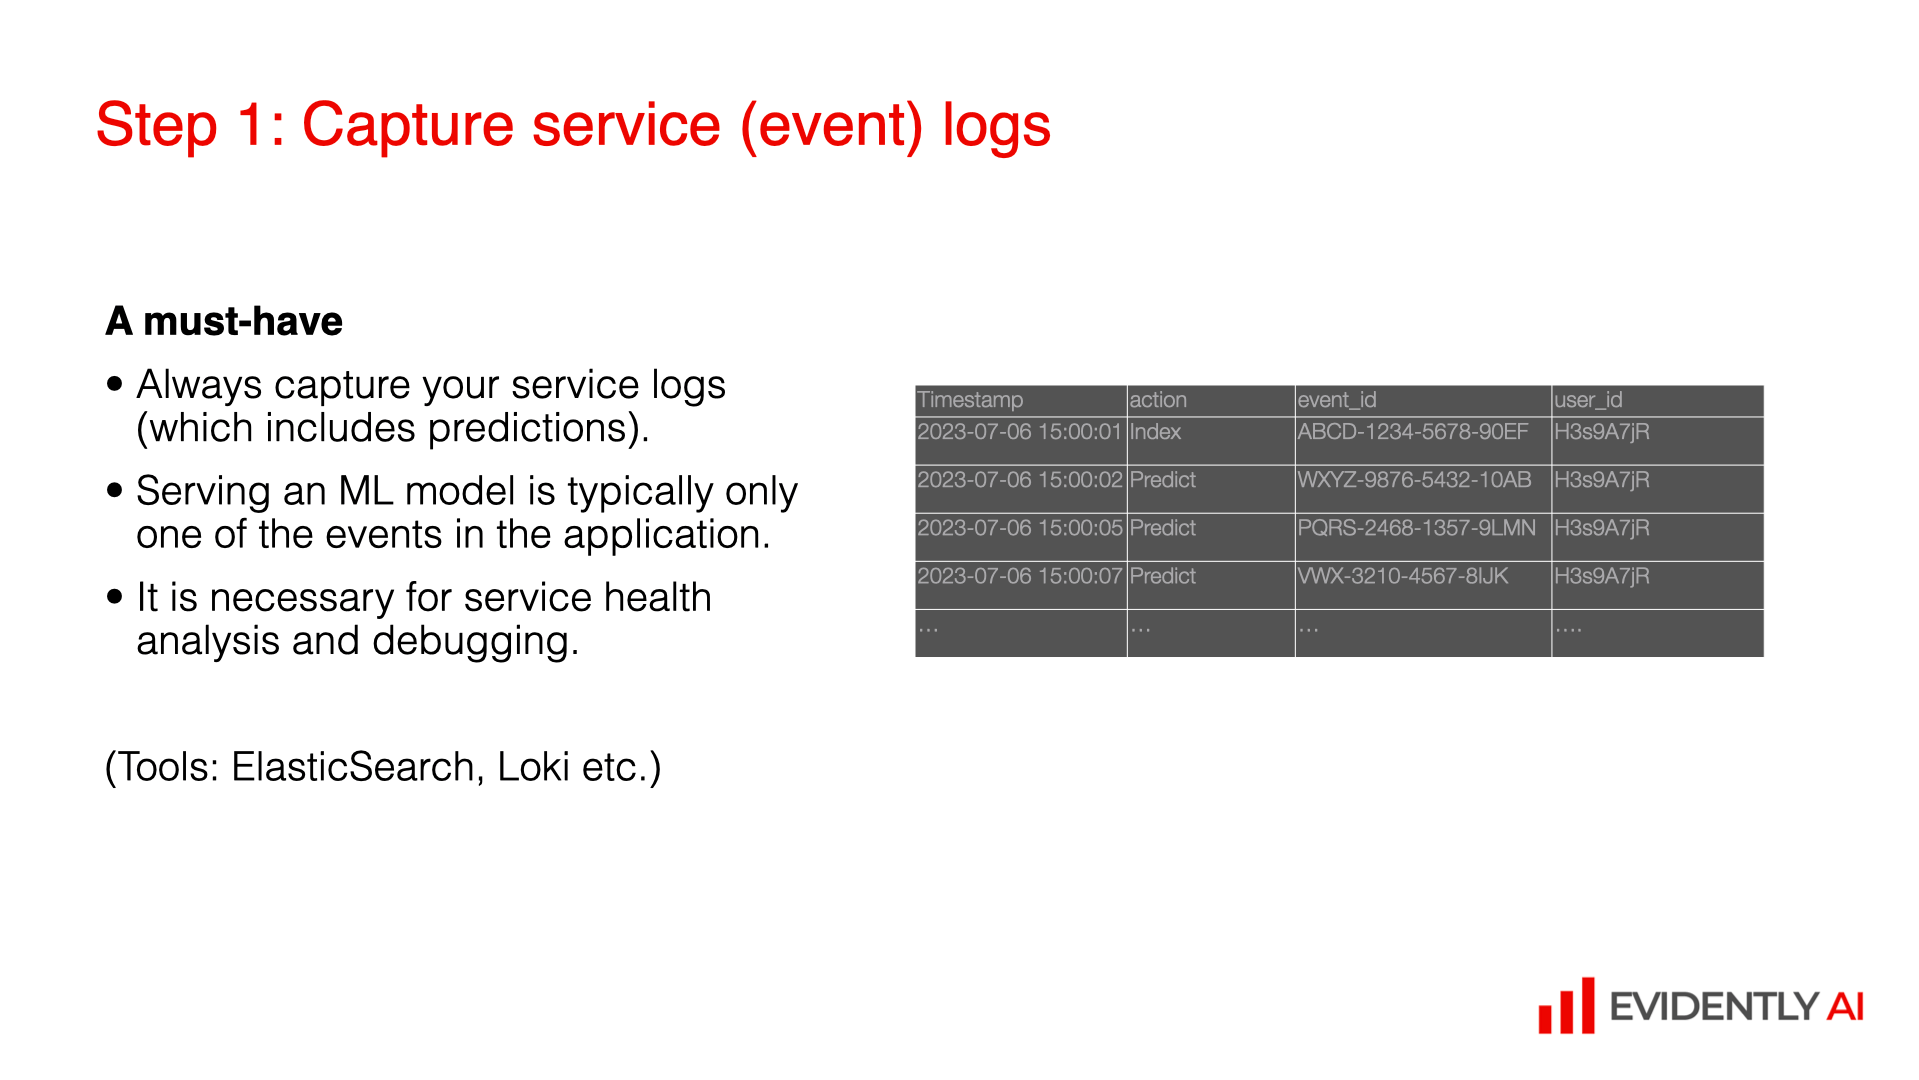 Step 1: Capture service (event) logs
A must-have
• Always capture your service logs
(which includes predictions).
• Serving an ML model is typically only
one of the events in the application.
• It is necessary for service health
analysis and debugging.
(Tools: ElasticSearch, Loki etc.)
Timestamp action event_id user_id
2023-07-06 15:00:01 Index ABCD-1234-5678-90EF H3s9A7jR
2023-07-06 15:00:02 Predict WXYZ-9876-5432-10AB H3s9A7jR
2023-07-06 15:00:05 Predict PQRS-2468-1357-9LMN H3s9A7jR
2023-07-06 15:00:07 Predict VWX-3210-4567-8IJK H3s9A7jR
... ... ... ....
EVIDENTLY AI